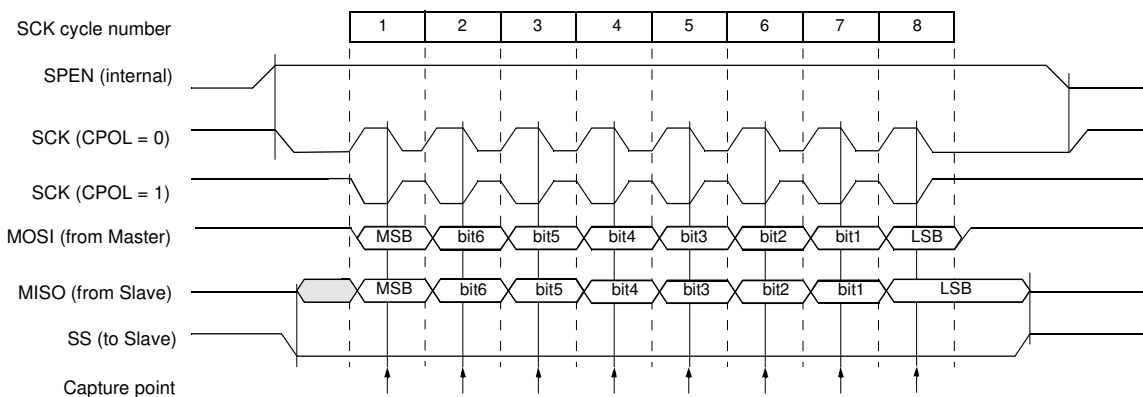 SCK cycle number 1 2 3 4 5 6 7 8
SPEN (internal)
SCK (CPOL = 0)
SCK (CPOL = 1)
MOSI (from Master) MSB bit6 bit5 bit4 bit3 bit2 bit1 LSB
MISO (from Slave) MSB bit6 bit5 bit4 bit3 bit2 bit1 LSB
SS (to Slave)
Capture point